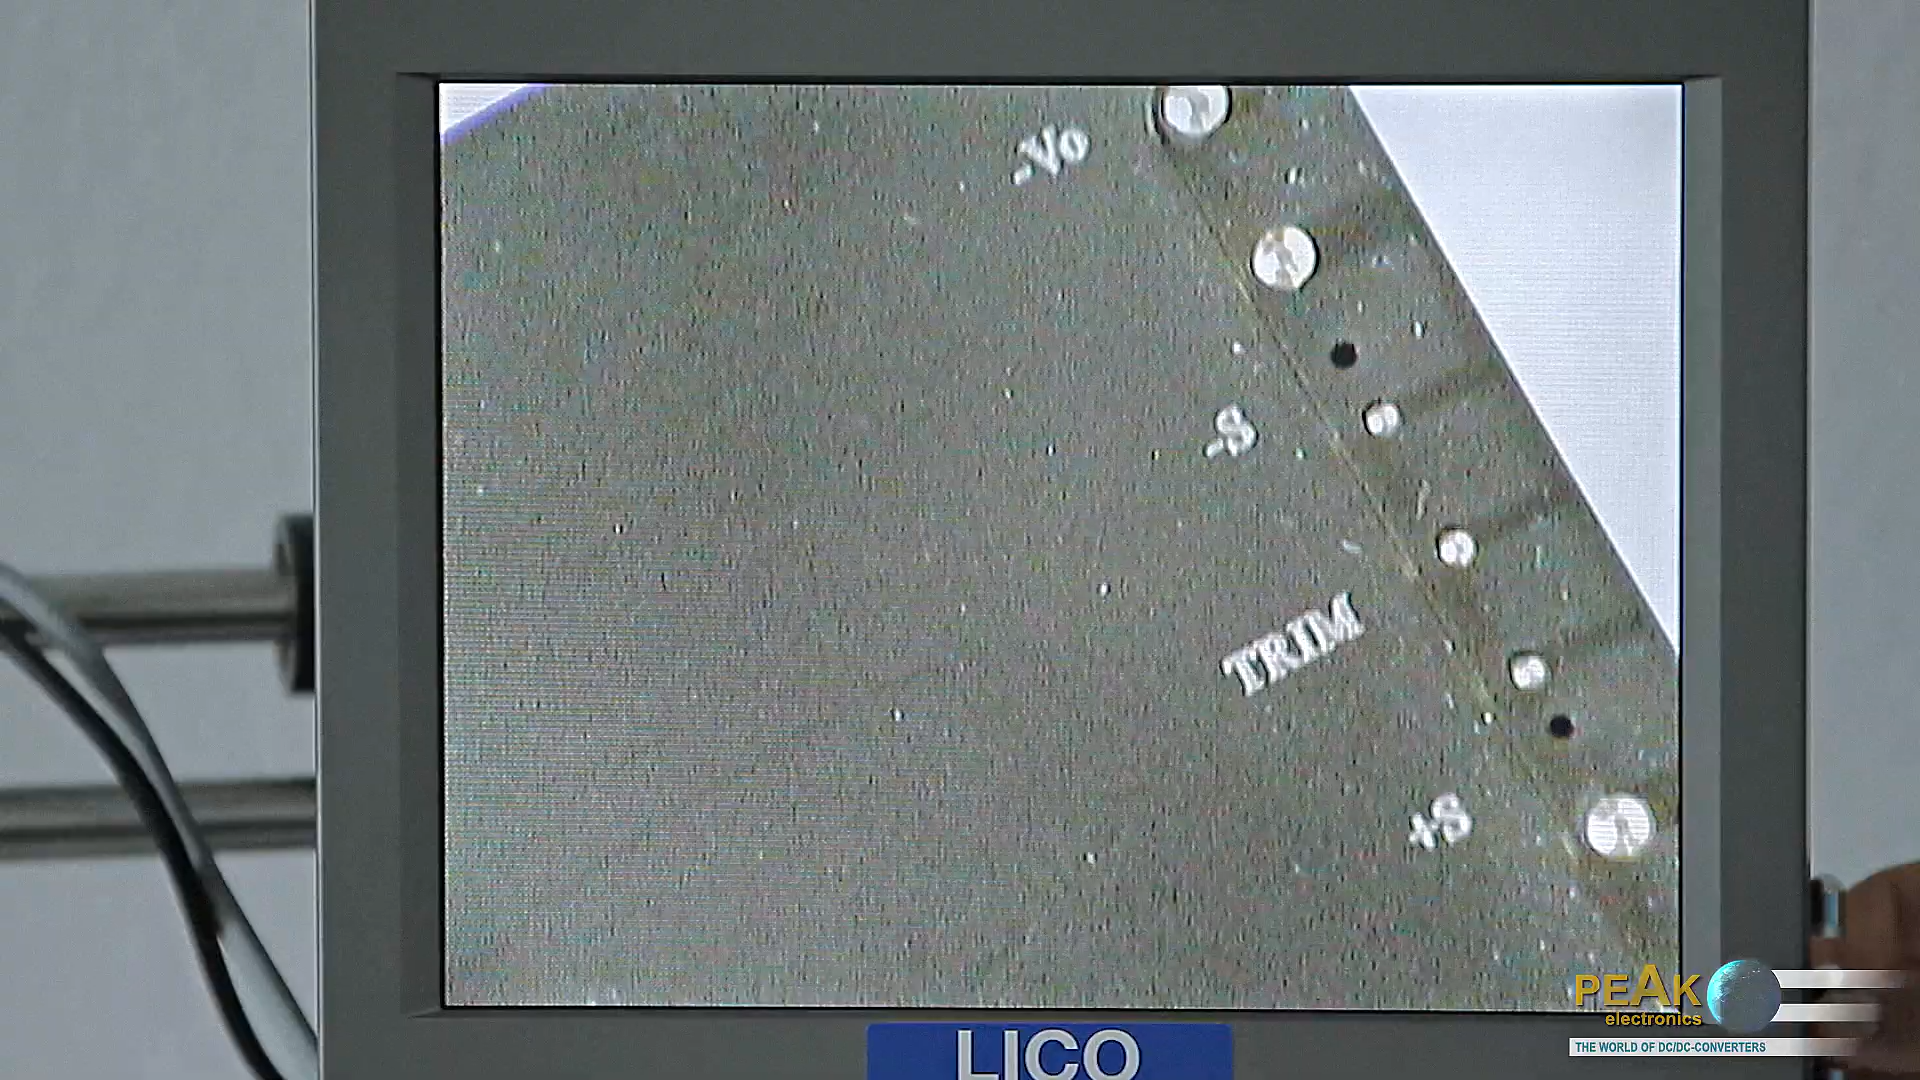 -Vo
-S
TRIM
+S
LICO
PEAK
electronics
THE WORLD OF DC/DC-CONVERTERS